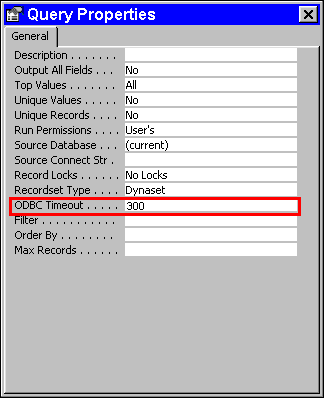 Query Properties
General
Description . . . . . . .
Output All Fields . . . No
Top Values . . . . . . . All
Unique Values . . . . . No
Unique Records . . . . No
Run Permissions . . . . User's
Source Database . . . (current)
Source Connect Str .
Record Locks . . . . . . No Locks
Recordset Type . . . . Dynaset
ODBC Timeout . . . . . 300
Filter . . . . . . . . . . . .
Order By . . . . . . . . .
Max Records . . . . . .